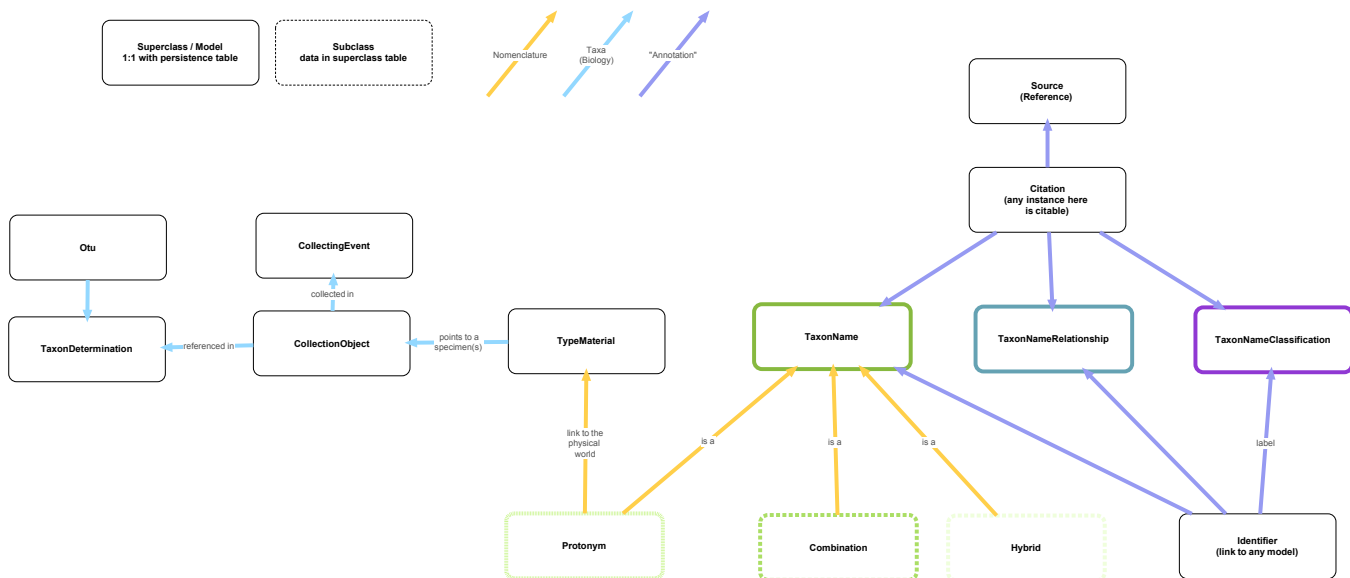 Superclass / Model
1:1 with persistence table
Subclass
data in superclass table
Nomenclature
Taxa
(Biology)
"Annotation"
Source
(Reference)
Citation
(any instance here
is citable)
Otu
CollectingEvent
collected in
TaxonDetermination
referenced in
CollectionObject
points to a
specimen(s)
TypeMaterial
TaxonName
TaxonNameRelationship
TaxonNameClassification
link to the
physical
world
is a
is a
is a
label
Protonym
Combination
Hybrid
Identifier
(link to any model)